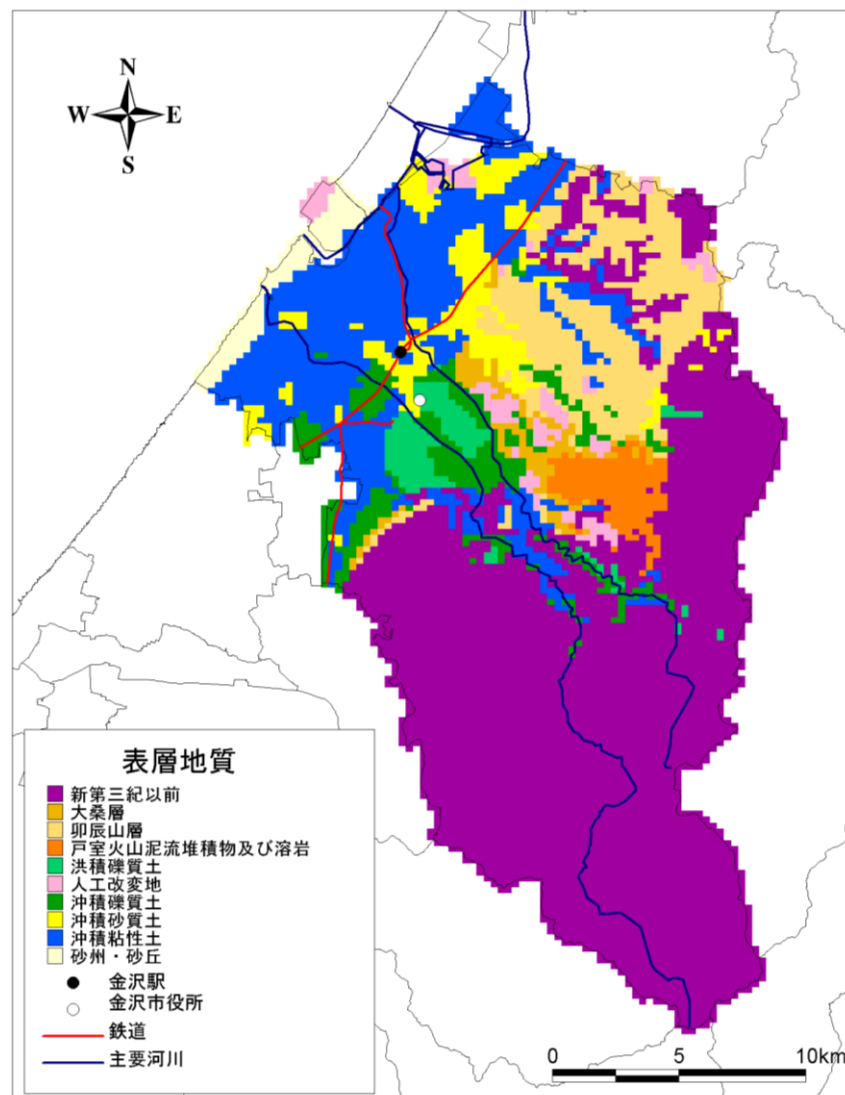 N
W E
S
表層地質
新第三紀以前
大桑層
卯辰山層
戸室火山泥流堆積物及び溶岩
洪積礫質土
人工改変地
沖積礫質土
沖積砂質土
沖積粘性土
砂州・砂丘
金沢駅
金沢市役所
鉄道
主要河川
0 5 10km